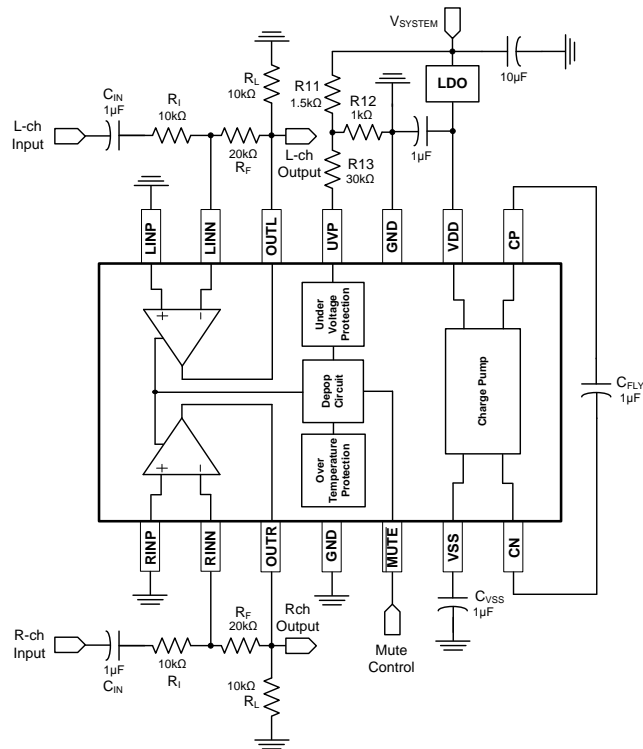 VSYSTEM
10µF
LDO
RL
10kΩ
R11
1.5kΩ
R12
1kΩ
1µF
CIN
1µF
RI
10kΩ
L-ch
Input
20kΩ
RF
L-ch
Output
R13
30kΩ
LINP
LINN
OUTL
UVP
GND
VDD
CP
Under
Voltage
Protection
Depop
Circuit
Over
Temperature
Protection
Charge Pump
CFLY
1µF
+
-
+
-
RINP
RINN
OUTR
GND
MUTE
VSS
CN
CVSS
1µF
R-ch
Input
1µF
CIN
10kΩ
RI
RF
20kΩ
Rch
Output
10kΩ
RL
Mute
Control